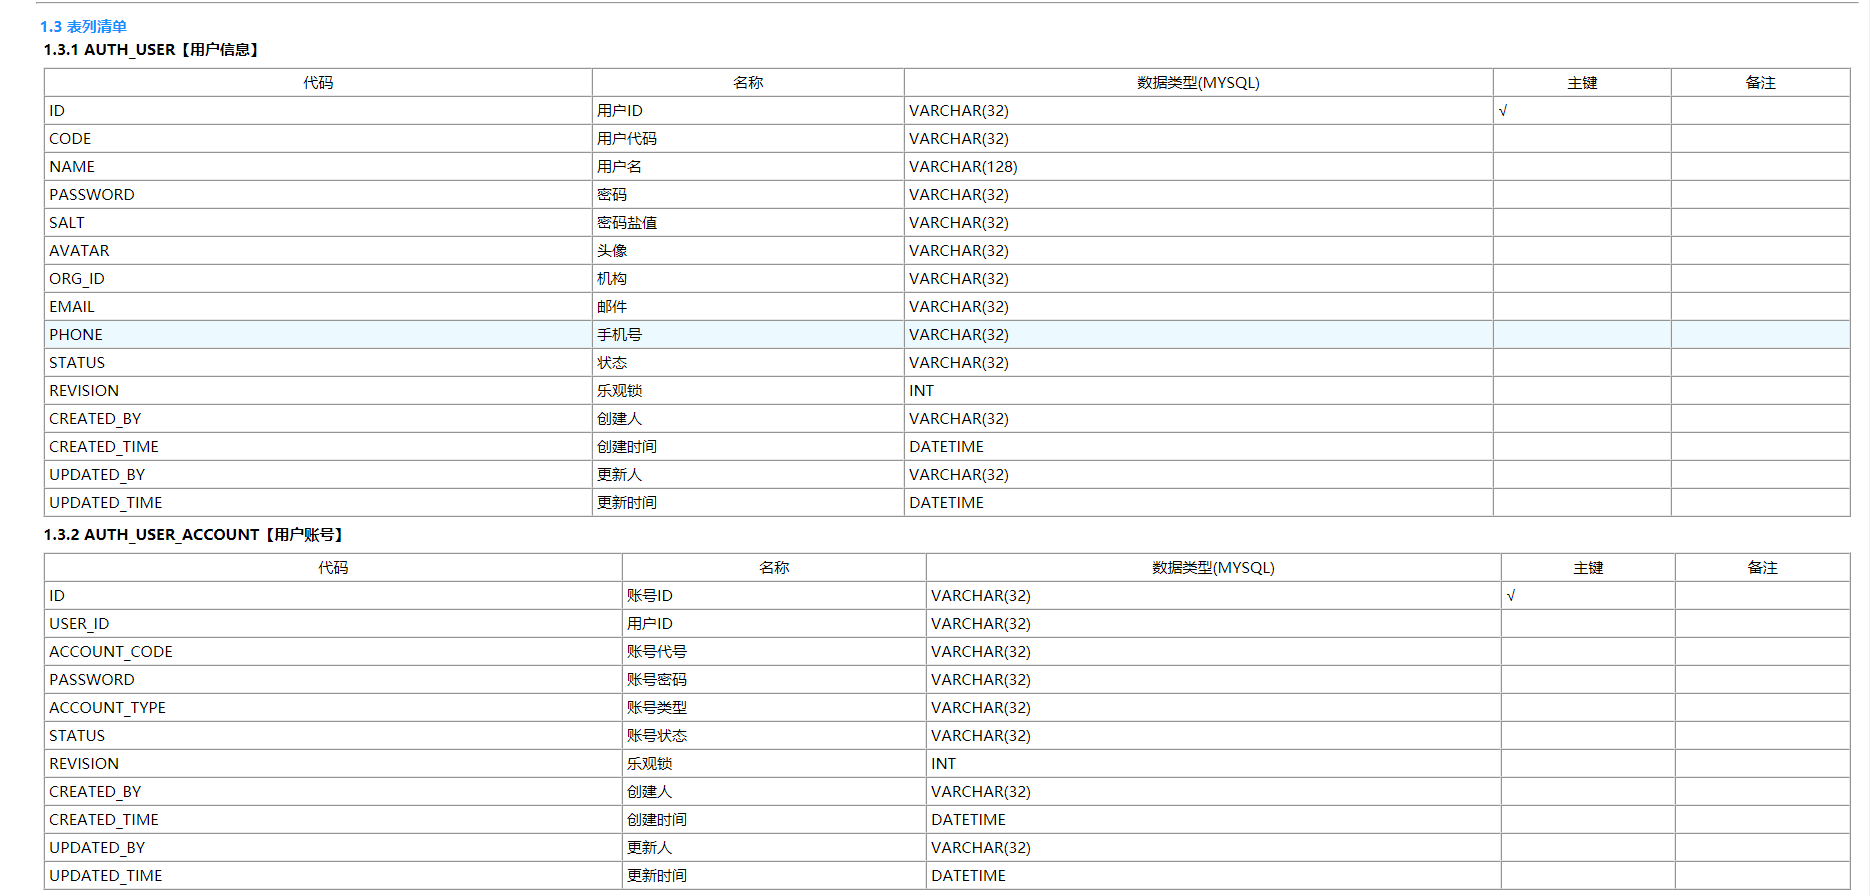 1.3 表列清单
1.3.1 AUTH_USER【用户信息】
代码 名称 数据类型(MYSQL) 主键 备注
ID 用户ID VARCHAR(32) √
CODE 用户代码 VARCHAR(32)
NAME 用户名 VARCHAR(128)
PASSWORD 密码 VARCHAR(32)
SALT 密码盐值 VARCHAR(32)
AVATAR 头像 VARCHAR(32)
ORG_ID 机构 VARCHAR(32)
EMAIL 邮件 VARCHAR(32)
PHONE 手机号 VARCHAR(32)
STATUS 状态 VARCHAR(32)
REVISION 乐观锁 INT
CREATED_BY 创建人 VARCHAR(32)
CREATED_TIME 创建时间 DATETIME
UPDATED_BY 更新人 VARCHAR(32)
UPDATED_TIME 更新时间 DATETIME
1.3.2 AUTH_USER_ACCOUNT【用户账号】
代码 名称 数据类型(MYSQL) 主键 备注
ID 账号ID VARCHAR(32) √
USER_ID 用户ID VARCHAR(32)
ACCOUNT_CODE 账号代号 VARCHAR(32)
PASSWORD 账号密码 VARCHAR(32)
ACCOUNT_TYPE 账号类型 VARCHAR(32)
STATUS 账号状态 VARCHAR(32)
REVISION 乐观锁 INT
CREATED_BY 创建人 VARCHAR(32)
CREATED_TIME 创建时间 DATETIME
UPDATED_BY 更新人 VARCHAR(32)
UPDATED_TIME 更新时间 DATETIME